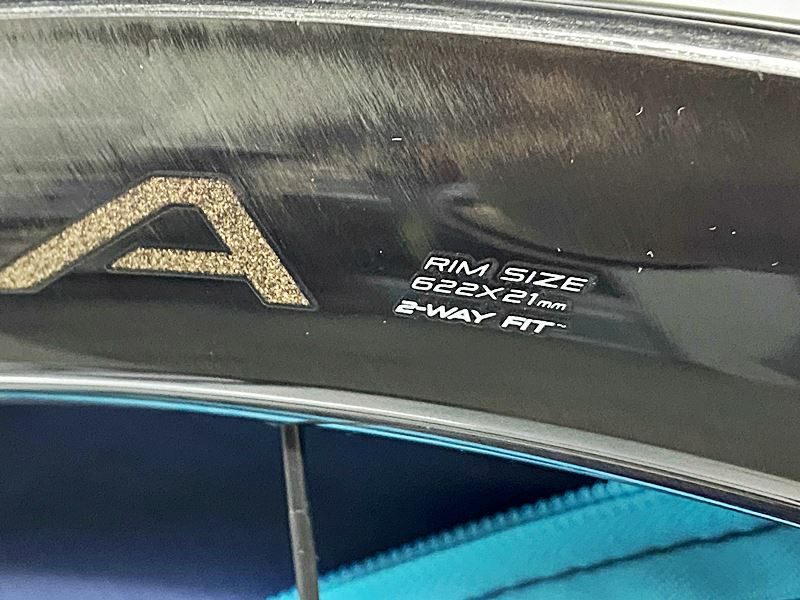 A
RIM SIZE
622X21mm
2-WAY FIT™